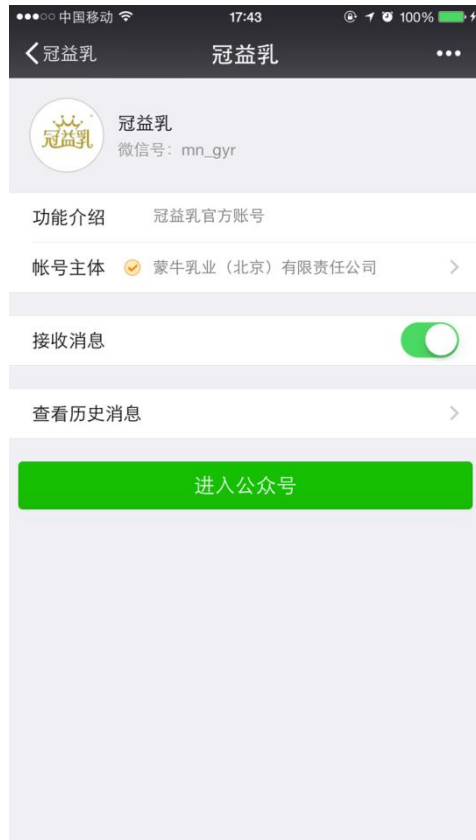 中国移动 17:43 100%
冠益乳 冠益乳
冠益乳
冠益乳
微信号：mn_gyr
功能介绍 冠益乳官方账号
帐号主体 蒙牛乳业（北京）有限责任公司
接收消息
查看历史消息
进入公众号